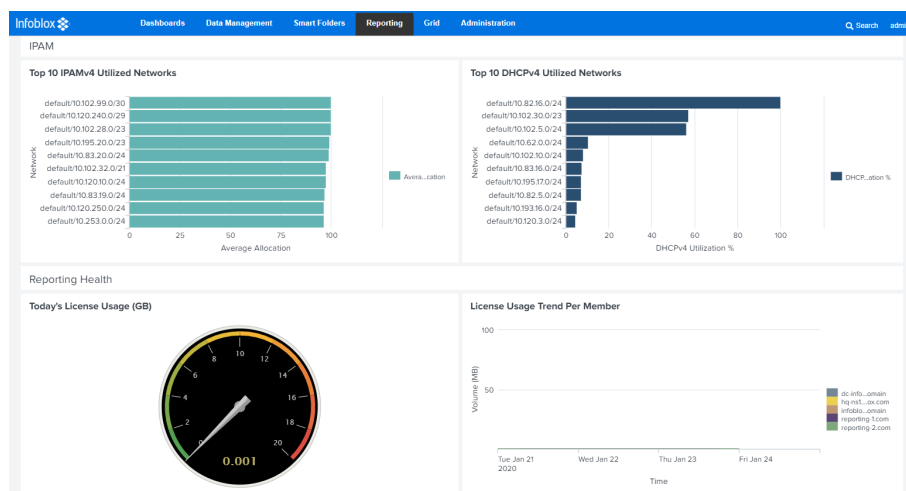 Infoblox Dashboards Data Management Smart Folders Reporting Grid Administration Search admi
IPAM
Top 10 IPAMv4 Utilized Networks
default/10.102.99.0/30
default/10.120.240.0/29
default/10.102.28.0/23
default/10.195.20.0/23
default/10.83.20.0/24
default/10.102.32.0/21
default/10.120.10.0/24
default/10.83.19.0/24
default/10.120.250.0/24
default/10.253.0.0/24
Network
0 25 50 75 100
Average Allocation
Avera...cation
Top 10 DHCPv4 Utilized Networks
default/10.82.16.0/24
default/10.102.30.0/23
default/10.102.5.0/24
default/10.62.0.0/24
default/10.102.10.0/24
default/10.83.16.0/24
default/10.195.17.0/24
default/10.82.5.0/24
default/10.193.16.0/24
default/10.120.3.0/24
Network
0 20 40 60 80 100
DHCPv4 Utilization %
DHCP...ation %
Reporting Health
Today's License Usage (GB)
0 2 4 6 8 10 12 14 16 18 20
0.001
License Usage Trend Per Member
100
50
Volume (MB)
Tue Jan 21 Wed Jan 22 Thu Jan 23 Fri Jan 24
2020
Time
dc-info...omain
hq-ns1....ox.com
infoblo...omain
reporting-1.com
reporting-2.com